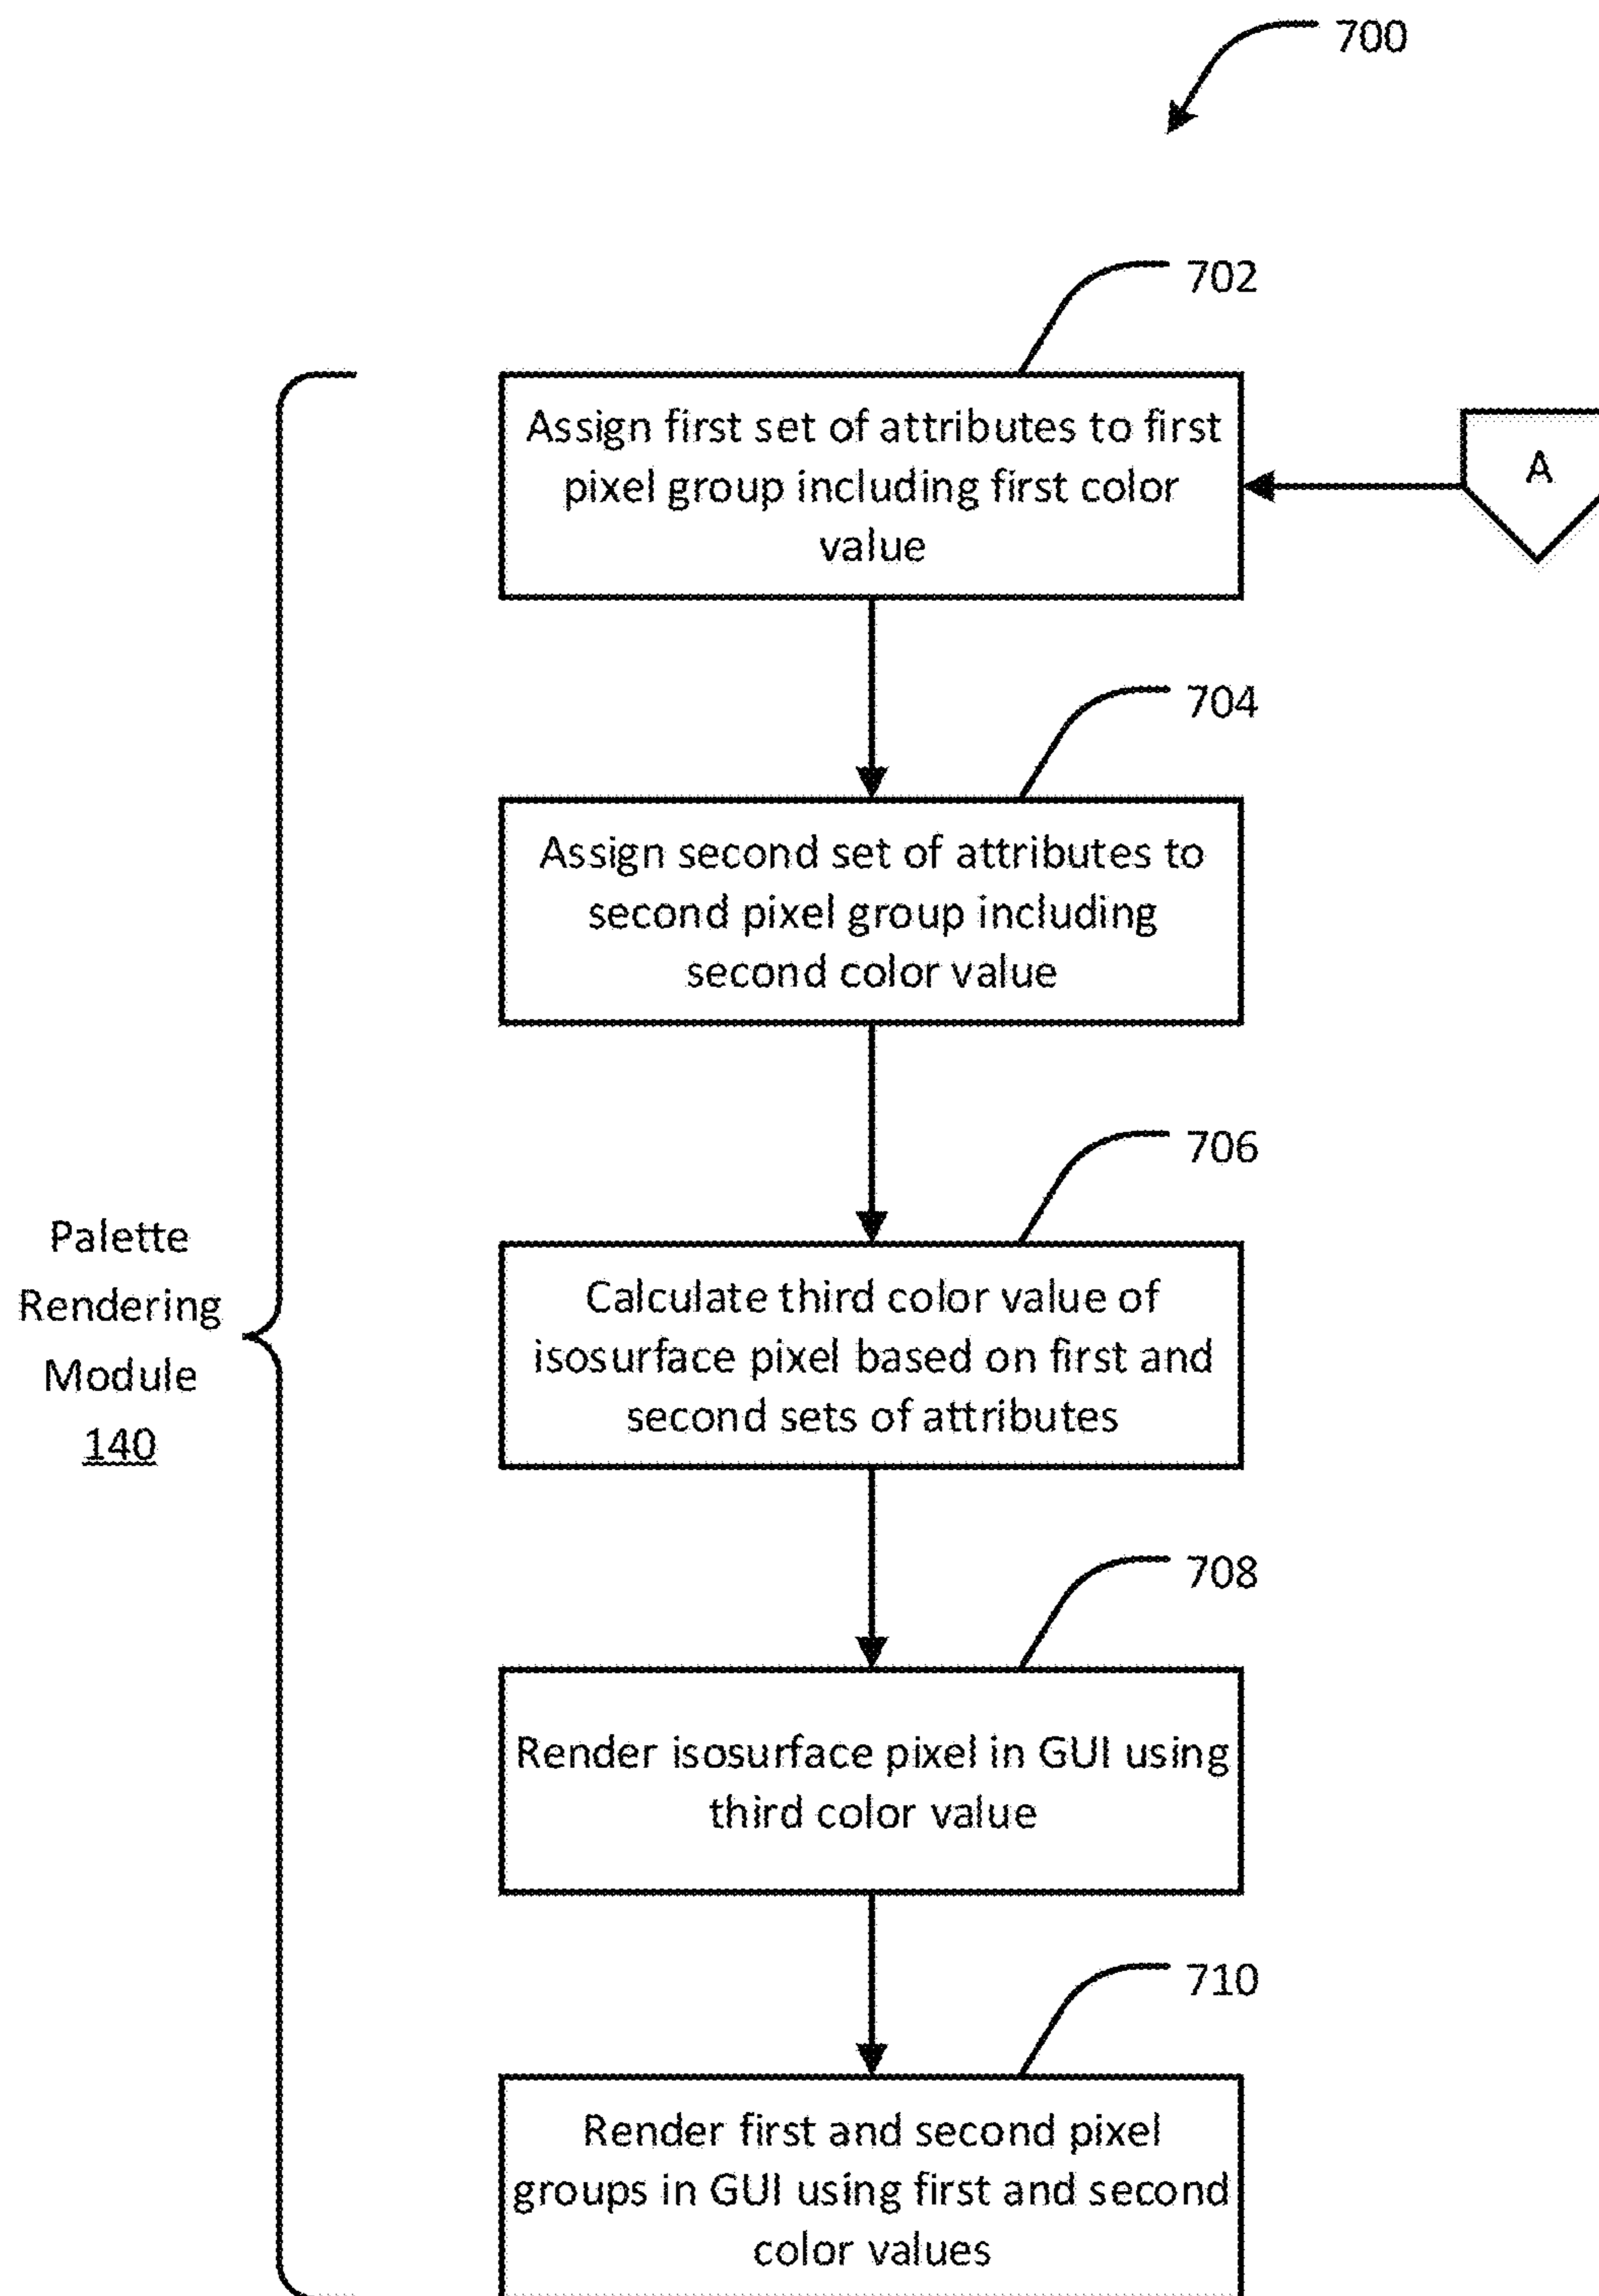 700
702
Assign first set of attributes to first
pixel group including first color
value
A
704
Assign second set of attributes to
second pixel group including
second color value
706
Calculate third color value of
isosurface pixel based on first and
second sets of attributes
Palette
Rendering
Module
140
708
Render isosurface pixel in GUI using
third color value
710
Render first and second pixel
groups in GUI using first and second
color values